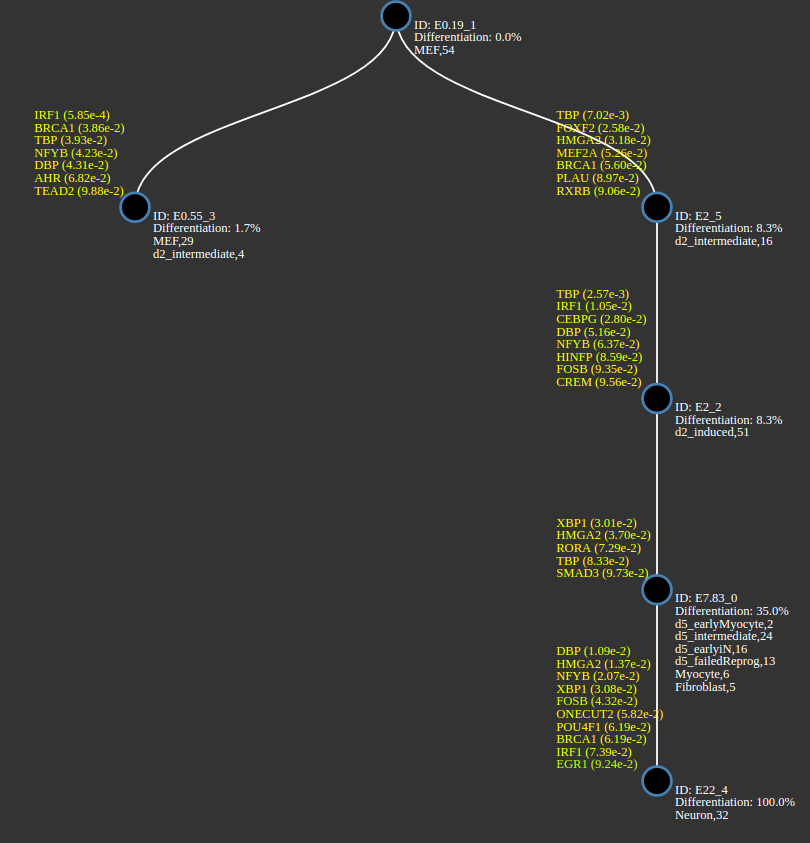 ID: E0.19_1
Differentiation: 0.0%
MEF,54
IRF1 (5.85e-4)
BRCA1 (3.86e-2)
TBP (3.93e-2)
NFYB (4.23e-2)
DBP (4.31e-2)
AHR (6.82e-2)
TEAD2 (9.88e-2)
ID: E0.55_3
Differentiation: 1.7%
MEF,29
d2_intermediate,4
TBP (7.02e-3)
FOXF2 (2.58e-2)
HMGA2 (3.18e-2)
MEF2A (5.26e-2)
BRCA1 (5.60e-2)
PLAU (8.97e-2)
RXRB (9.06e-2)
ID: E2_5
Differentiation: 8.3%
d2_intermediate,16
TBP (2.57e-3)
IRF1 (1.05e-2)
CEBPG (2.80e-2)
DBP (5.16e-2)
NFYB (6.37e-2)
HINFP (8.59e-2)
FOSB (9.35e-2)
CREM (9.56e-2)
ID: E2_2
Differentiation: 8.3%
d2_induced,51
XBP1 (3.01e-2)
HMGA2 (3.70e-2)
RORA (7.29e-2)
TBP (8.33e-2)
SMAD3 (9.73e-2)
ID: E7.83_0
Differentiation: 35.0%
d5_earlyMyocyte,2
d5_intermediate,24
d5_earlyiN,16
d5_failedReprog,13
Myocyte,6
Fibroblast,5
DBP (1.09e-2)
HMGA2 (1.37e-2)
NFYB (2.07e-2)
XBP1 (3.08e-2)
FOSB (4.32e-2)
ONECUT2 (5.82e-2)
POU4F1 (6.19e-2)
BRCA1 (6.19e-2)
IRF1 (7.39e-2)
EGR1 (9.24e-2)
ID: E22_4
Differentiation: 100.0%
Neuron,32